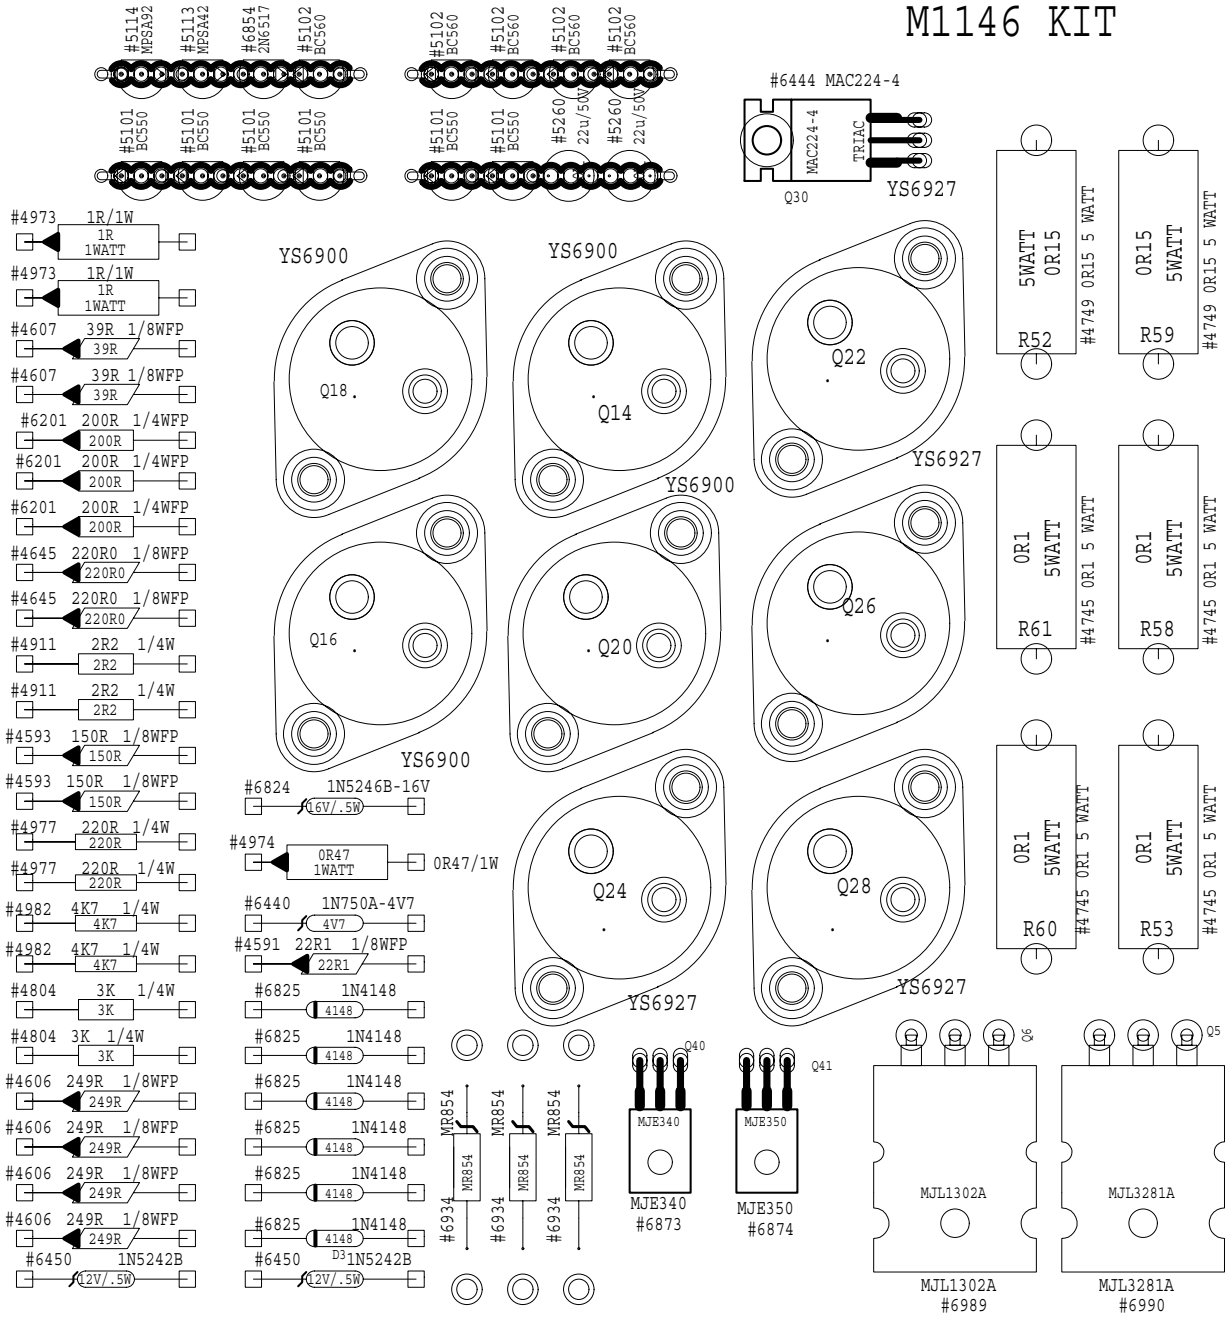 M1146 KIT
#5114 MPSA92
#5113 MPSA42
#6854 2N6517
#5102 BC560
#5102 BC560
#5102 BC560
#5102 BC560
#5102 BC560
#5101 BC550
#5101 BC550
#5101 BC550
#5101 BC550
#5101 BC550
#5101 BC550
#5260 22u/50V
#5260 22u/50V
#6444 MAC224-4
MAC224-4
TRIAC
Q30
YS6927
#4973 1R/1W
1R
1WATT
#4973 1R/1W
1R
1WATT
#4607 39R 1/8WFP
39R
#4607 39R 1/8WFP
39R
#6201 200R 1/4WFP
200R
#6201 200R 1/4WFP
200R
#6201 200R 1/4WFP
200R
#4645 220R0 1/8WFP
220R0
#4645 220R0 1/8WFP
220R0
#4911 2R2 1/4W
2R2
#4911 2R2 1/4W
2R2
#4593 150R 1/8WFP
150R
#4593 150R 1/8WFP
150R
#4977 220R 1/4W
220R
#4977 220R 1/4W
220R
#4982 4K7 1/4W
4K7
#4982 4K7 1/4W
4K7
#4804 3K 1/4W
3K
#4804 3K 1/4W
3K
#4606 249R 1/8WFP
249R
#4606 249R 1/8WFP
249R
#4606 249R 1/8WFP
249R
#4606 249R 1/8WFP
249R
#6450 1N5242B
12V/.5W
YS6900
Q18
YS6900
Q14
Q22
YS6927
YS6900
Q16
Q20
Q26
YS6900
#6824 1N5246B-16V
16V/.5W
#4974
0R47
1WATT
0R47/1W
#6440 1N750A-4V7
4V7
#4591 22R1 1/8WFP
22R1
#6825 1N4148
4148
#6825 1N4148
4148
#6825 1N4148
4148
#6825 1N4148
4148
#6825 1N4148
4148
#6825 1N4148
4148
#6450 D3 1N5242B
12V/.5W
Q24
YS6927
Q28
YS6927
5WATT
0R15
R52
#4749 0R15 5 WATT
0R15
5WATT
R59
#4749 0R15 5 WATT
0R1
5WATT
R61
#4745 0R1 5 WATT
0R1
5WATT
R58
#4745 0R1 5 WATT
0R1
5WATT
R60
#4745 0R1 5 WATT
0R1
5WATT
R53
#4745 0R1 5 WATT
MR854
MR854
#6934
MR854
MR854
#6934
MR854
MR854
#6934
Q40
MJE340
MJE340
#6873
Q41
MJE350
MJE350
#6874
Q6
MJL1302A
MJL1302A
#6989
Q5
MJL3281A
MJL3281A
#6990